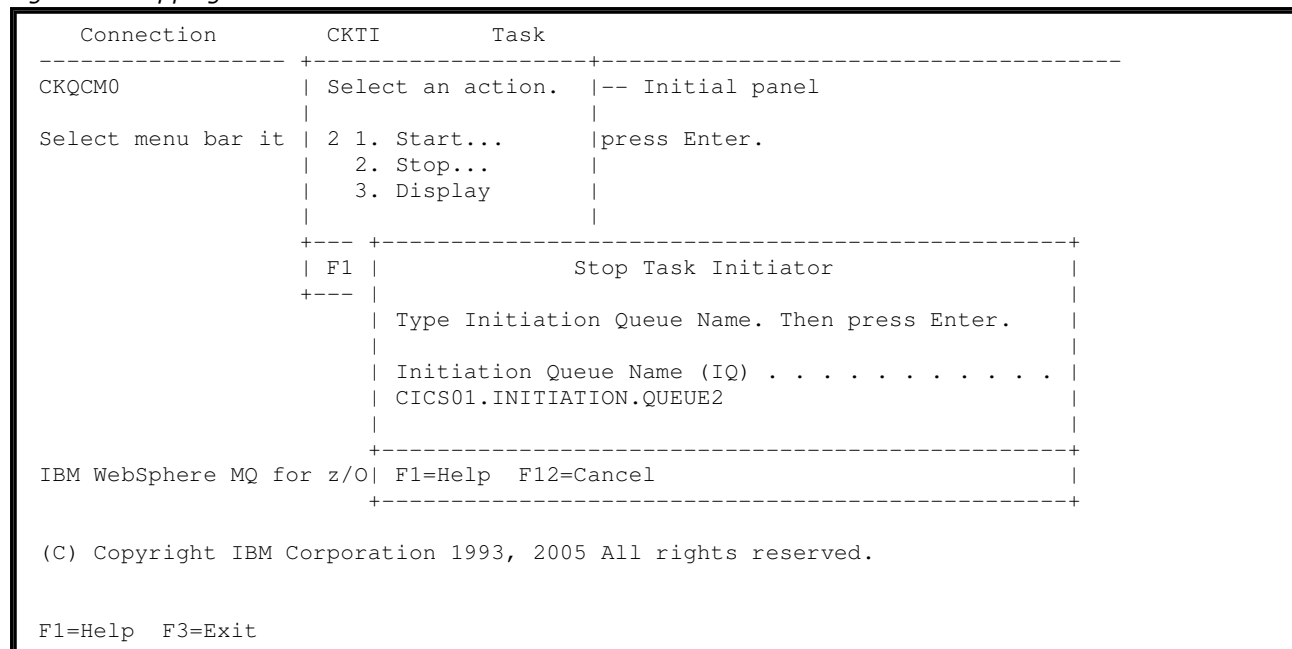 Connection CKTI Task
------------------ +--------------------+--------------------------------------
CKQCM0 | Select an action. |-- Initial panel
| |
Select menu bar it | 2 1. Start... |press Enter.
| 2. Stop... |
| 3. Display |
| |
+--- +--------------------------------------------------+
| F1 | Stop Task Initiator |
+--- | |
| Type Initiation Queue Name. Then press Enter. |
| |
| Initiation Queue Name (IQ) . . . . . . . . . . . |
| CICS01.INITIATION.QUEUE2 |
| |
+--------------------------------------------------+
IBM WebSphere MQ for z/O| F1=Help F12=Cancel |
+--------------------------------------------------+
(C) Copyright IBM Corporation 1993, 2005 All rights reserved.
F1=Help F3=Exit